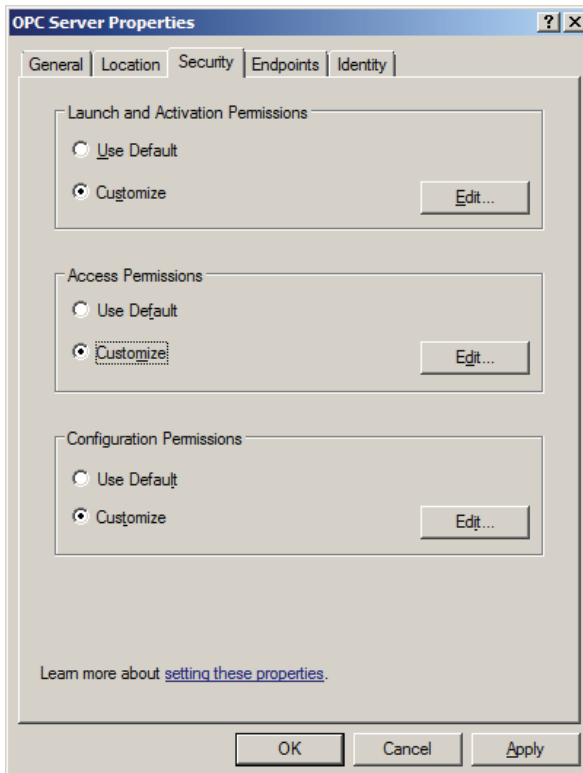 OPC Server Properties
General Location Security Endpoints Identity
Launch and Activation Permissions
Use Default
Customize
Edit...
Access Permissions
Use Default
Customize
Edit...
Configuration Permissions
Use Default
Customize
Edit...
Learn more about setting these properties.
OK Cancel Apply